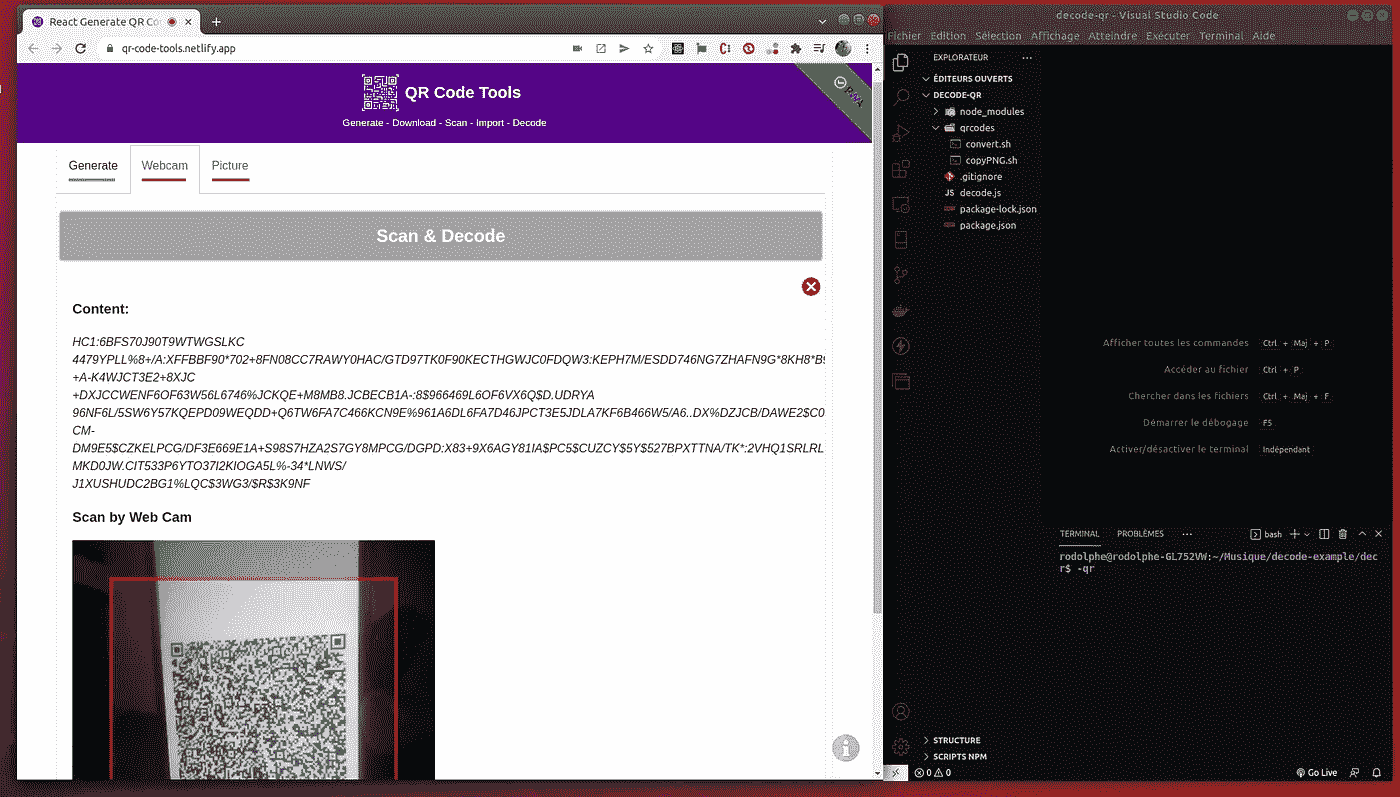 React Generate QR Co
qr-code-tools.netlify.app
QR Code Tools
Generate - Download - Scan - Import - Decode
Generate
Webcam
Picture
Scan & Decode
Content:
HC1:6BFS70J90T9WTWGSLKC
4479YPLL%8+/A:XFFBBF90*702+8FN08CC7RAWY0HAC/GTD97TK0F90KECTHGWJC0FDQW3:KEPH7M/ESDD746NG7ZHAFN9G*8KH8*B9
+A-K4WJCT3E2+8XJC
+DXJCCWENF6OF63W56L6746%JCKQE+M8MB8.JCBECB1A-:8$966469L6OF6VX6Q$D.UDRYA
96NF6L/5SW6Y57KQEPD09WEQDD+Q6TW6FA7C466KCN9E%961A6DL6FA7D46JPCT3E5JDLA7KF6B466W5/A6..DX%DZJCB/DAWE2$C0
CM-
DM9E5$CZKELPCG/DF3E669E1A+S98S7HZA2S7GY8MPCG/DGPD:X83+9X6AGY81IA$PC5$CUZCY$5Y$527BPXTTNA/TK*:2VHQ1SRLRL
MKD0JW.CIT533P6YTO37I2KIOGA5L%-34*LNWS/
J1XUSHUDC2BG1%LQC$3WG3/$R$3K9NF
Scan by Web Cam
decode-qr - Visual Studio Code
Fichier Edition Sélection Affichage Atteindre Exécuter Terminal Aide
EXPLORATEUR
ÉDITEURS OUVERTS
DECODE-QR
node_modules
qrcodes
convert.sh
copyPNG.sh
.gitignore
JS decode.js
package-lock.json
package.json
Afficher toutes les commandes Ctrl + Maj + P
Accéder au fichier Ctrl + P
Chercher dans les fichiers Ctrl + Maj + F
Démarrer le débogage F5
Activer/désactiver le terminal Indépendant
TERMINAL PROBLÈMES ... bash
rodolphe@rodolphe-GL752VW:~/Musique/decode-example/dec
r$ -qr
STRUCTURE
SCRIPTS NPM
0 0
Go Live